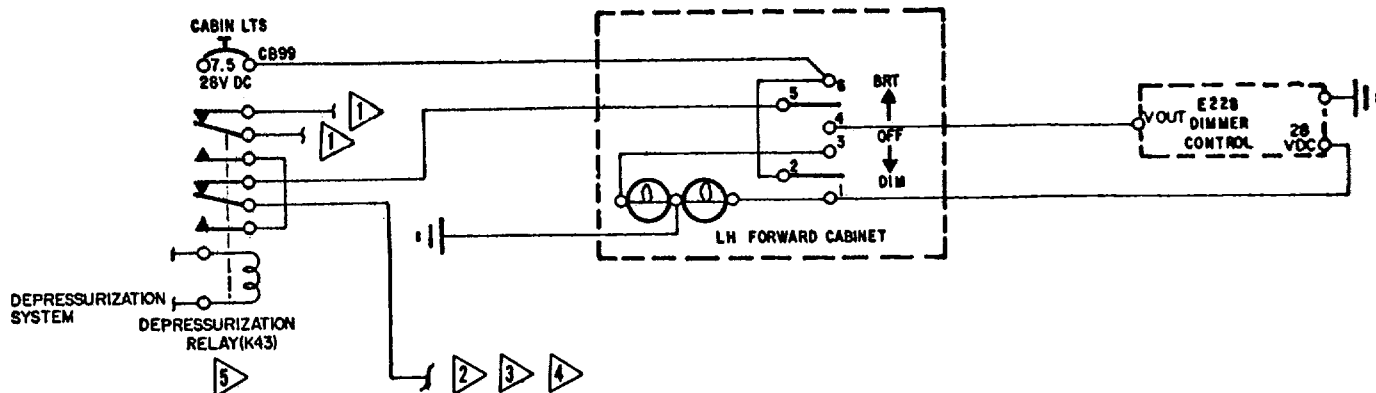 CABIN LTS
CB99
7.5
28V DC
1
1
DEPRESSURIZATION
SYSTEM
DEPRESSURIZATION
RELAY(K43)
5
2 3 4
6
5
4
3
2
1
BRT
OFF
DIM
LH FORWARD CABINET
VOUT
E228
DIMMER
CONTROL
28
VDC